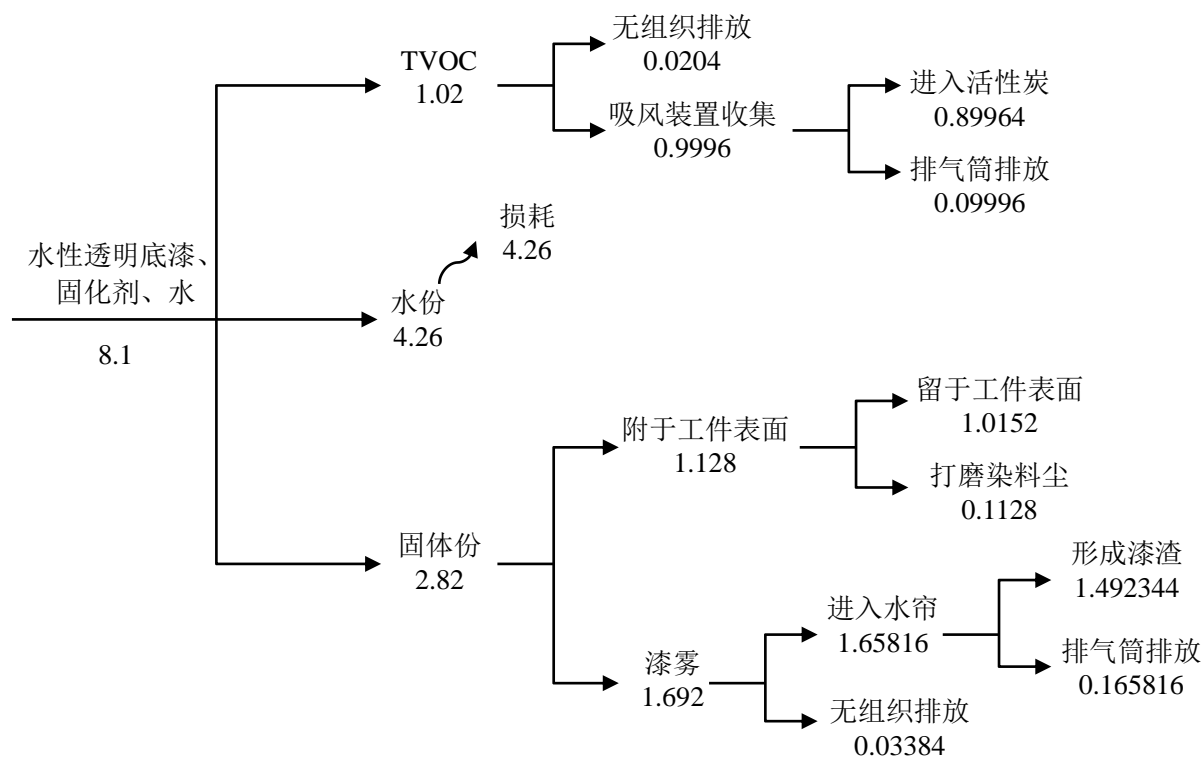 无组织排放
0.0204
TVOC
1.02
吸风装置收集
0.9996
进入活性炭
0.89964
排气筒排放
0.09996
损耗
4.26
水性透明底漆、
固化剂、水
8.1
水份
4.26
附于工件表面
1.128
留于工件表面
1.0152
打磨染料尘
0.1128
固体份
2.82
漆雾
1.692
进入水帘
1.65816
形成漆渣
1.492344
排气筒排放
0.165816
无组织排放
0.03384